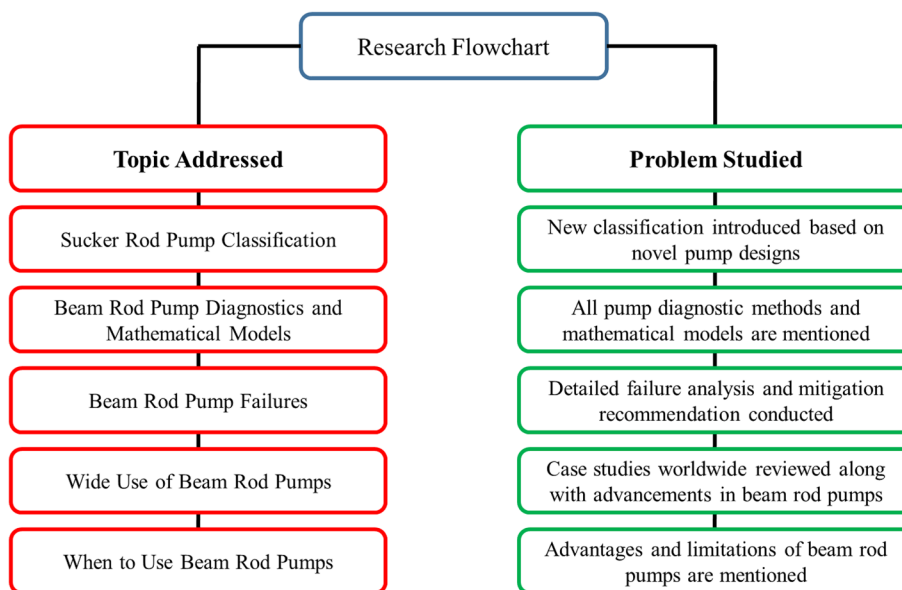 Research Flowchart
Topic Addressed
Sucker Rod Pump Classification
Beam Rod Pump Diagnostics and
Mathematical Models
Beam Rod Pump Failures
Wide Use of Beam Rod Pumps
When to Use Beam Rod Pumps
Problem Studied
New classification introduced based on
novel pump designs
All pump diagnostic methods and
mathematical models are mentioned
Detailed failure analysis and mitigation
recommendation conducted
Case studies worldwide reviewed along
with advancements in beam rod pumps
Advantages and limitations of beam rod
pumps are mentioned